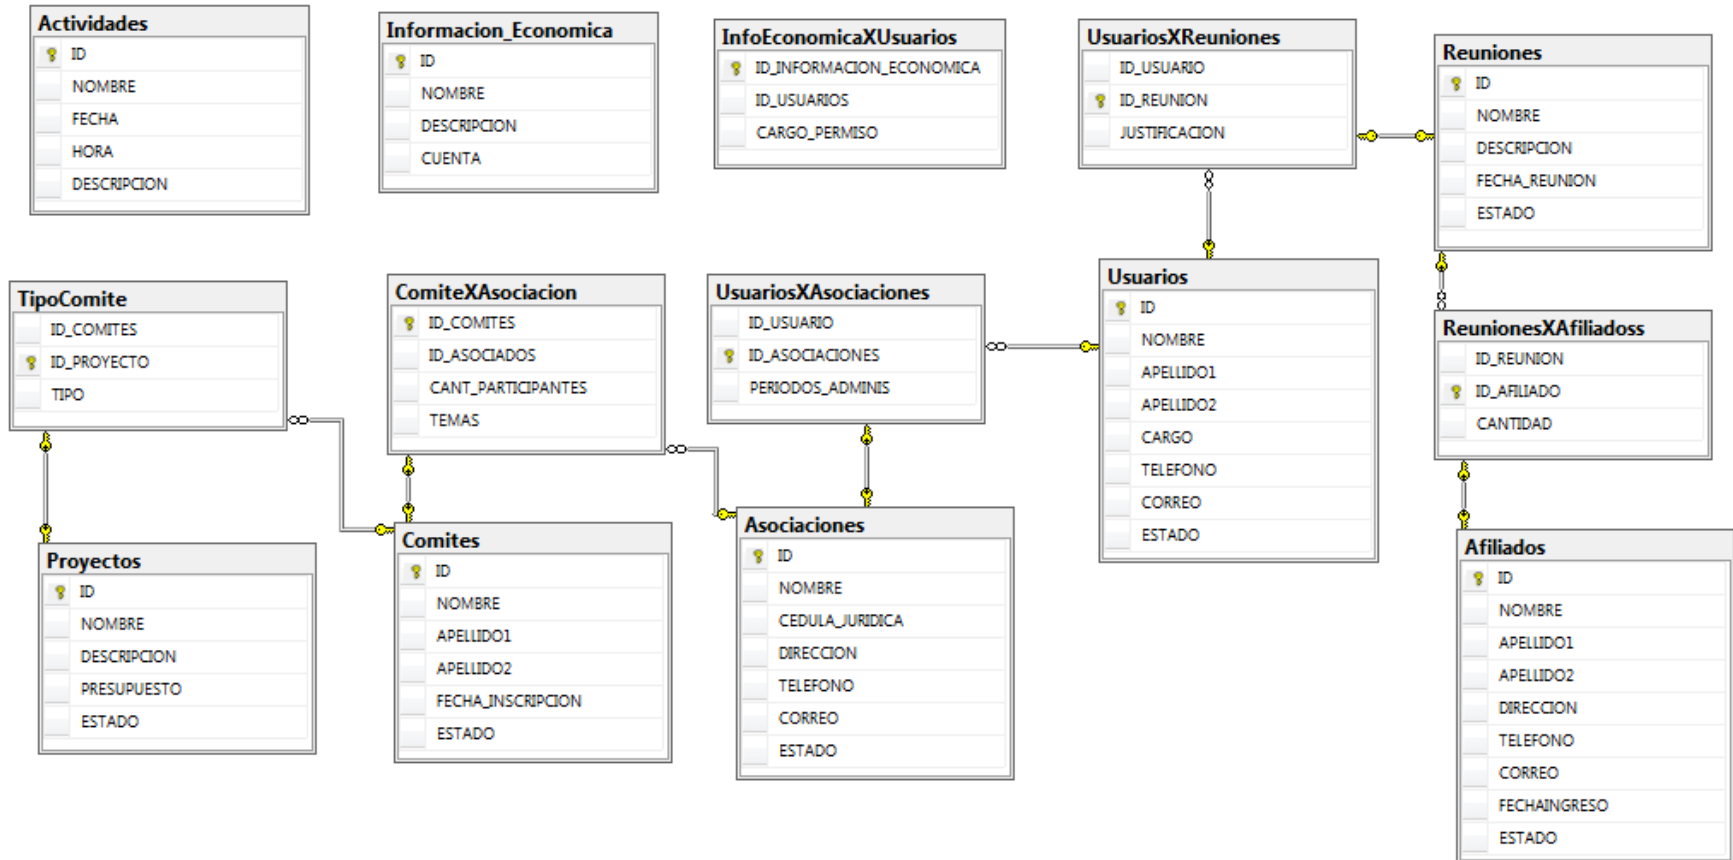 Actividades
ID
NOMBRE
FECHA
HORA
DESCRIPCION
Informacion_Economica
ID
NOMBRE
DESCRIPCION
CUENTA
InfoEconomicaXUsuarios
ID_INFORMACION_ECONOMICA
ID_USUARIOS
CARGO_PERMISO
UsuariosXReuniones
ID_USUARIO
ID_REUNION
JUSTIFICACION
Reuniones
ID
NOMBRE
DESCRIPCION
FECHA_REUNION
ESTADO
TipoComite
ID_COMITES
ID_PROYECTO
TIPO
ComiteXAsociacion
ID_COMITES
ID_ASOCIADOS
CANT_PARTICIPANTES
TEMAS
UsuariosXAsociaciones
ID_USUARIO
ID_ASOCIACIONES
PERIODOS_ADMINIS
Usuarios
ID
NOMBRE
APELLIDO1
APELLIDO2
CARGO
TELEFONO
CORREO
ESTADO
ReunionesXAfiliadoss
ID_REUNION
ID_AFILIADO
CANTIDAD
Proyectos
ID
NOMBRE
DESCRIPCION
PRESUPUESTO
ESTADO
Comites
ID
NOMBRE
APELLIDO1
APELLIDO2
FECHA_INSCRIPCION
ESTADO
Asociaciones
ID
NOMBRE
CEDULA_JURIDICA
DIRECCION
TELEFONO
CORREO
ESTADO
Afiliados
ID
NOMBRE
APELLIDO1
APELLIDO2
DIRECCION
TELEFONO
CORREO
FECHAINGRESO
ESTADO